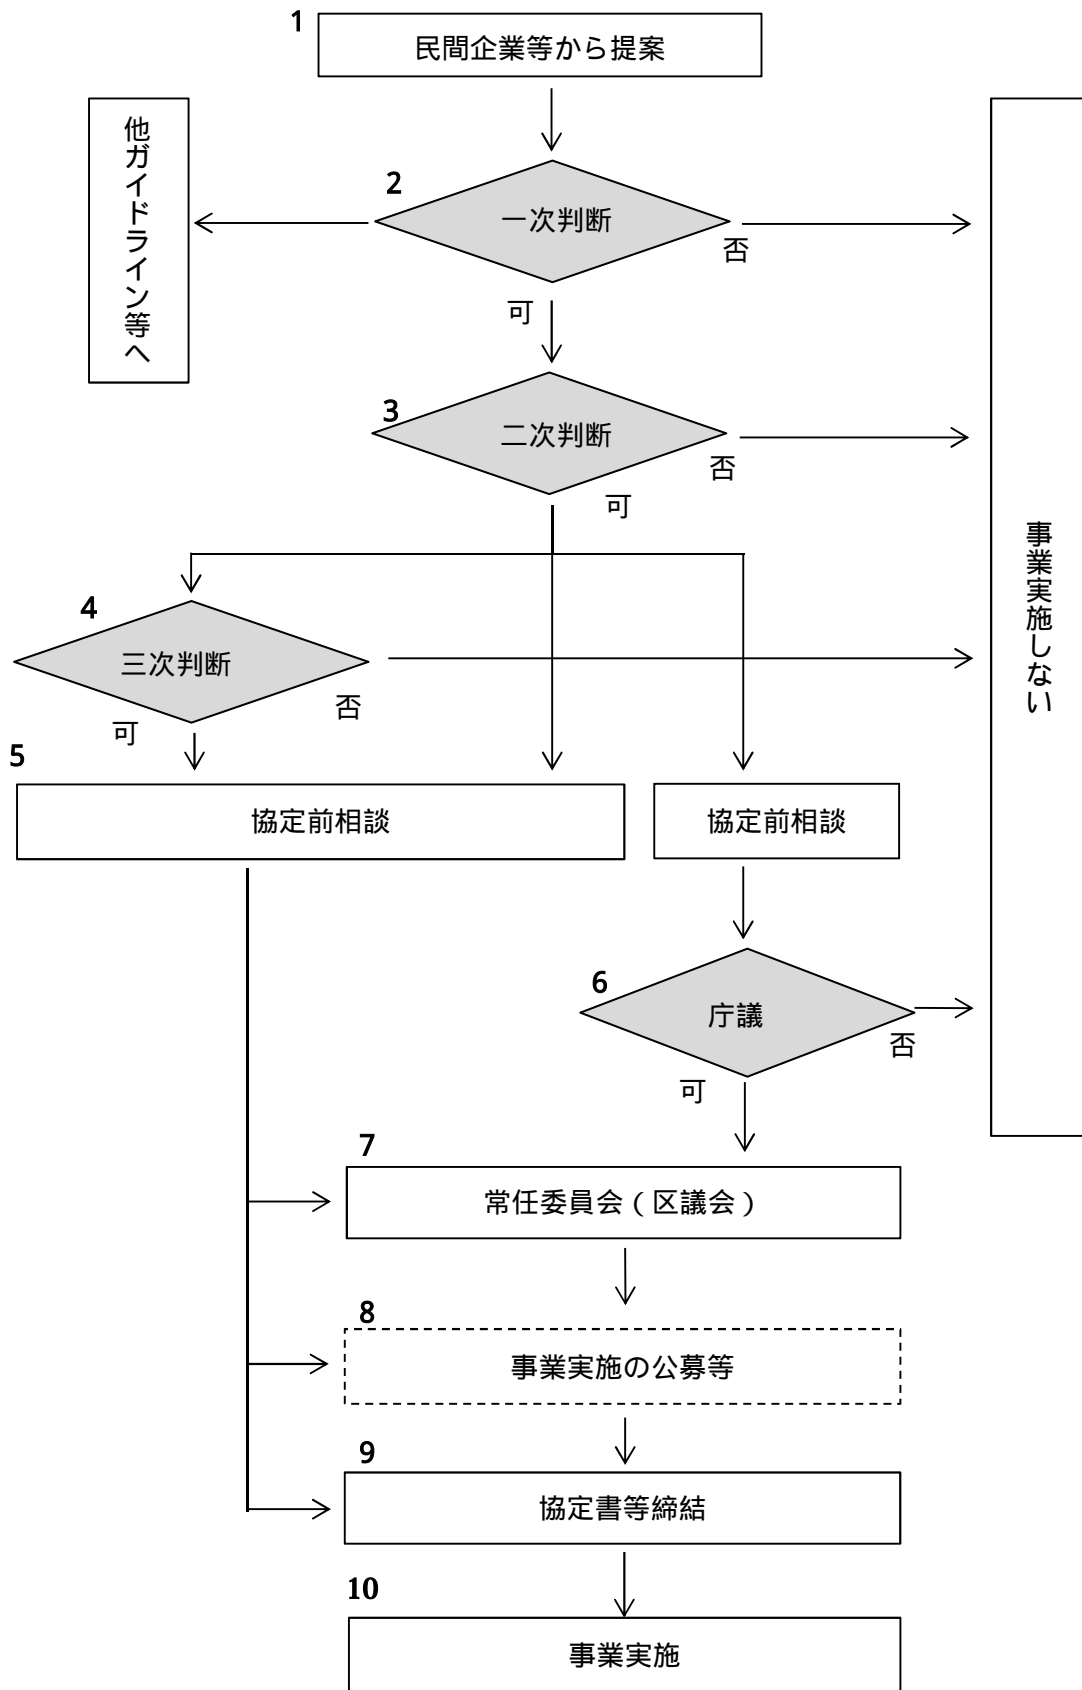 1
民間企業等から提案
他ガイドライン等へ
2
一次判断
否
可
3
二次判断
否
可
事業実施しない
4
三次判断
否
可
5
協定前相談
協定前相談
6
庁議
否
可
7
常任委員会（区議会）
8
事業実施の公募等
9
協定書等締結
10
事業実施